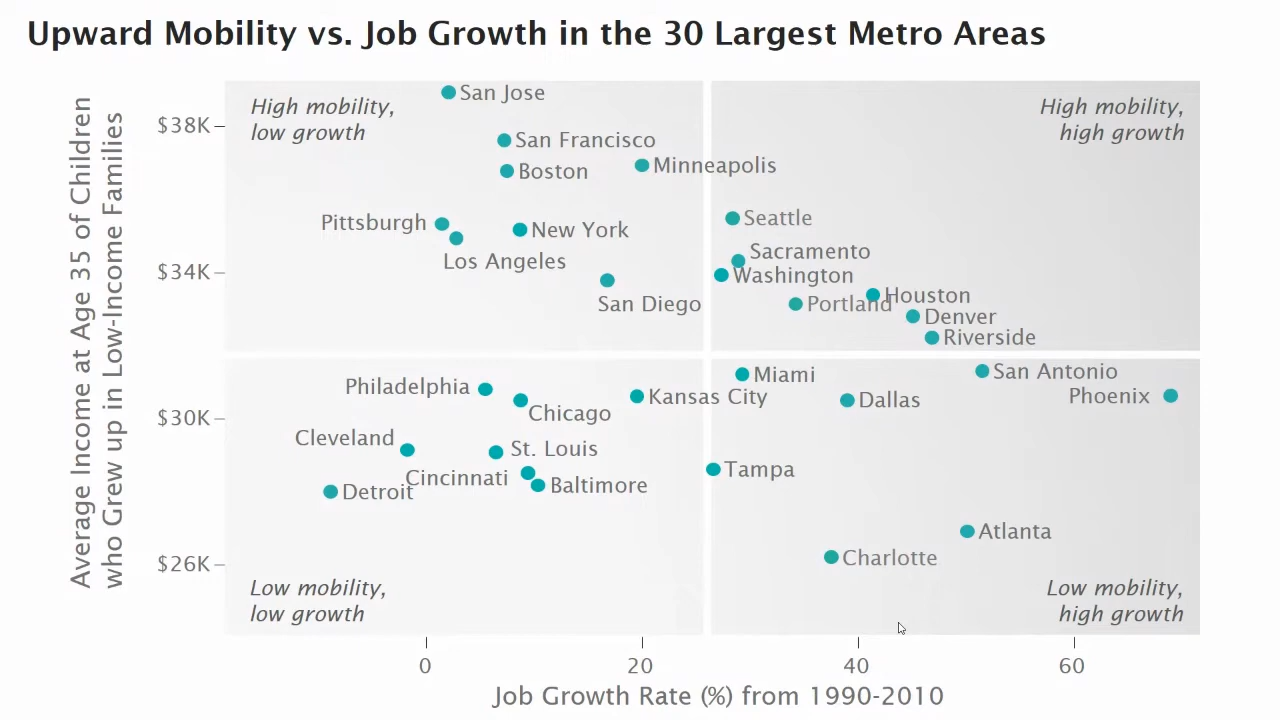 Upward Mobility vs. Job Growth in the 30 Largest Metro Areas
Average Income at Age 35 of Children
who Grew up in Low-Income Families
$38K
$34K
$30K
$26K
High mobility,
low growth
High mobility,
high growth
San Jose
San Francisco
Boston
Minneapolis
Pittsburgh
New York
Los Angeles
San Diego
Seattle
Sacramento
Washington
Portland
Houston
Denver
Riverside
Philadelphia
Chicago
Kansas City
Cleveland
St. Louis
Cincinnati
Baltimore
Detroit
Miami
Dallas
San Antonio
Phoenix
Tampa
Atlanta
Charlotte
Low mobility,
low growth
Low mobility,
high growth
0
20
40
60
Job Growth Rate (%) from 1990-2010